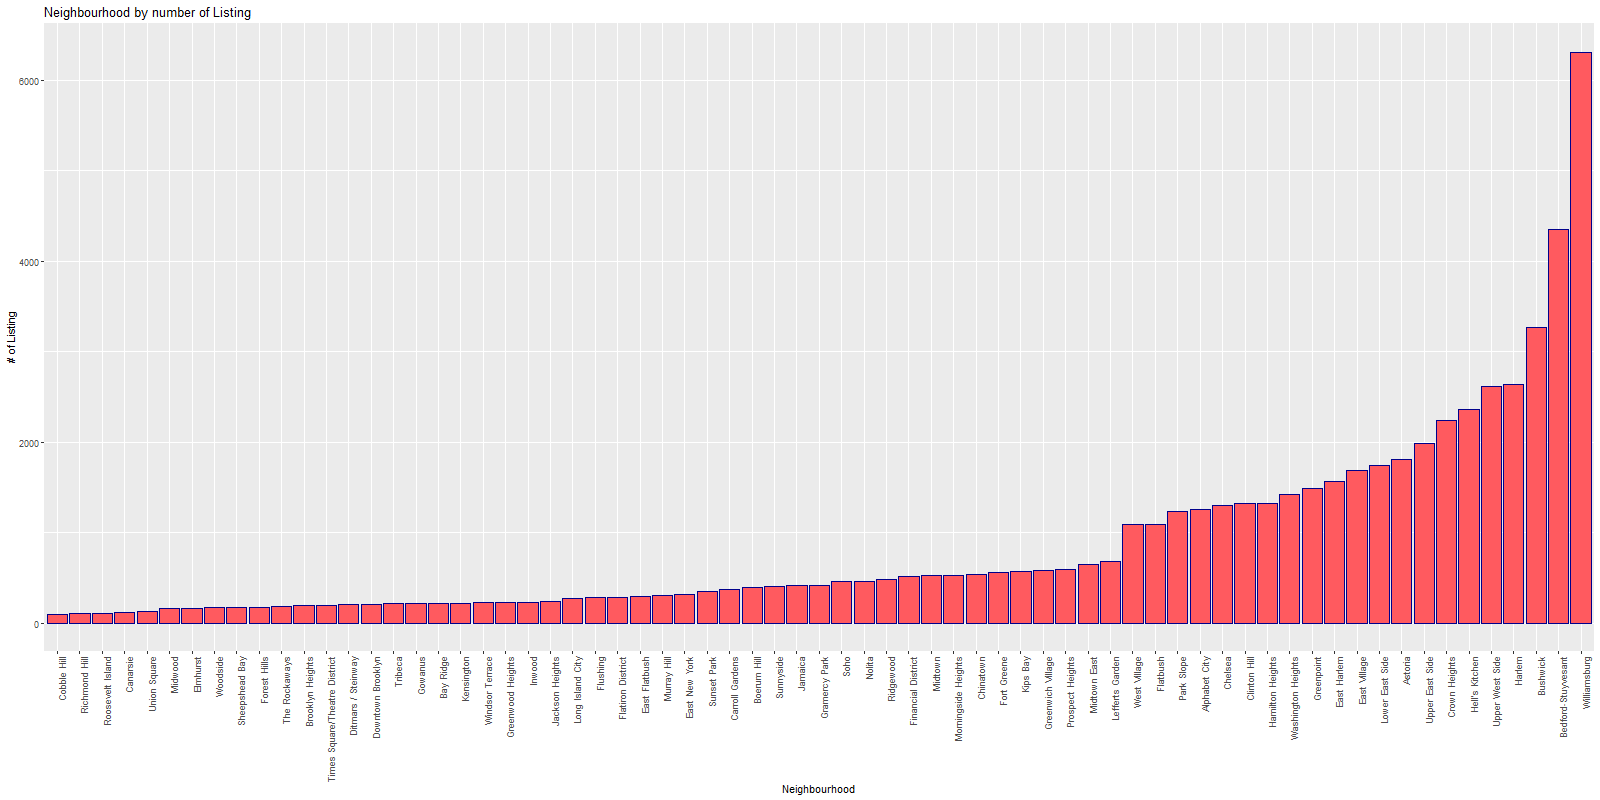 Neighbourhood by number of Listing
# of Listing
6000
4000
2000
0
Cobble Hill
Richmond Hill
Roosevelt Island
Canarsie
Union Square
Midwood
Elmhurst
Woodside
Sheepshead Bay
Forest Hills
The Rockaways
Brooklyn Heights
Times Square/Theatre District
Ditmars / Steinway
Downtown Brooklyn
Tribeca
Gowanus
Bay Ridge
Kensington
Windsor Terrace
Greenwood Heights
Inwood
Jackson Heights
Long Island City
Flushing
Flatiron District
East Flatbush
Murray Hill
East New York
Sunset Park
Carroll Gardens
Boerum Hill
Sunnyside
Jamaica
Gramercy Park
Soho
Nolita
Ridgewood
Financial District
Midtown
Morningside Heights
Chinatown
Fort Greene
Kips Bay
Greenwich Village
Prospect Heights
Midtown East
Lefferts Garden
West Village
Flatbush
Park Slope
Alphabet City
Chelsea
Clinton Hill
Hamilton Heights
Washington Heights
Greenpoint
East Harlem
East Village
Lower East Side
Astoria
Upper East Side
Crown Heights
Hell's Kitchen
Upper West Side
Harlem
Bushwick
Bedford-Stuyvesant
Williamsburg
Neighbourhood